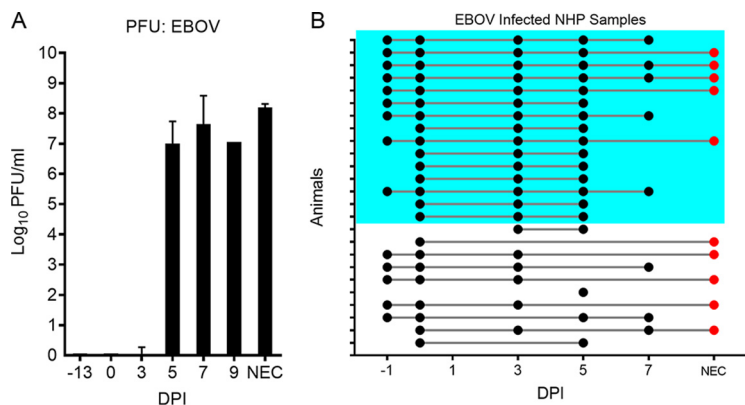 A
PFU: EBOV
Log10 PFU/ml
10
9
8
7
6
5
4
3
2
1
0
-13 0 3 5 7 9 NEC
DPI
B
EBOV Infected NHP Samples
Animals
-1 1 3 5 7 NEC
DPI